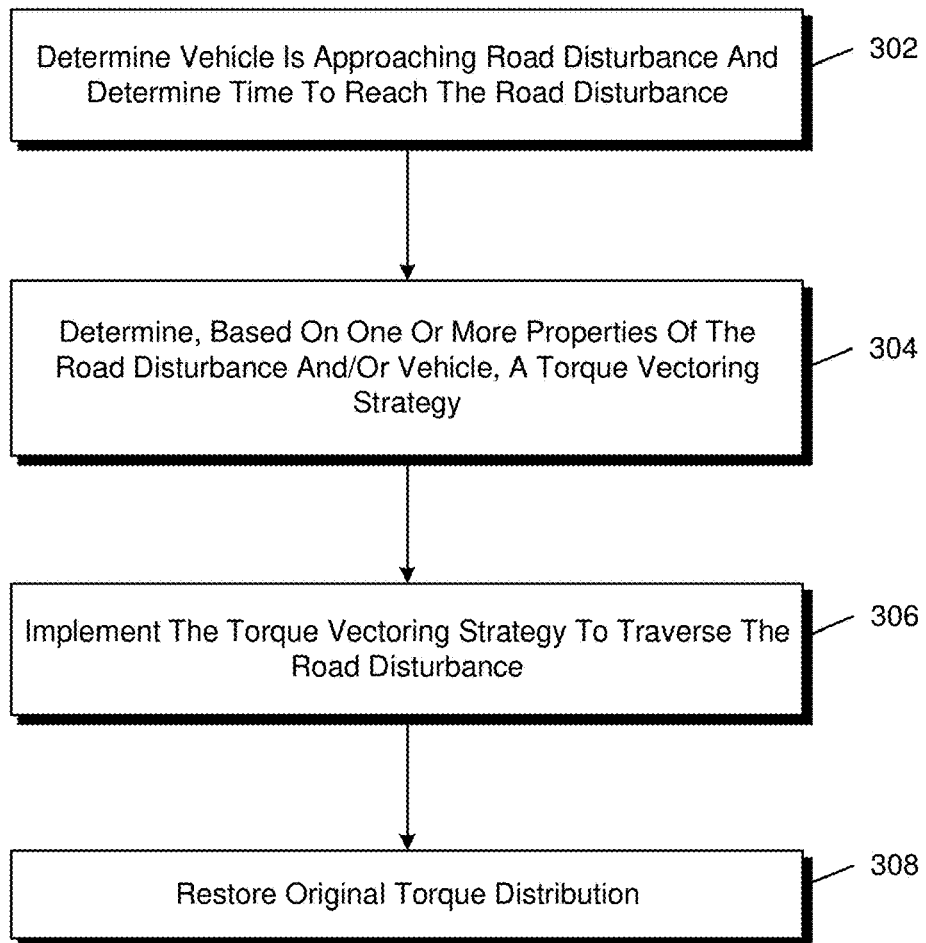 Determine Vehicle Is Approaching Road Disturbance And
Determine Time To Reach The Road Disturbance
302
Determine, Based On One Or More Properties Of The
Road Disturbance And/Or Vehicle, A Torque Vectoring
Strategy
304
Implement The Torque Vectoring Strategy To Traverse The
Road Disturbance
306
Restore Original Torque Distribution
308